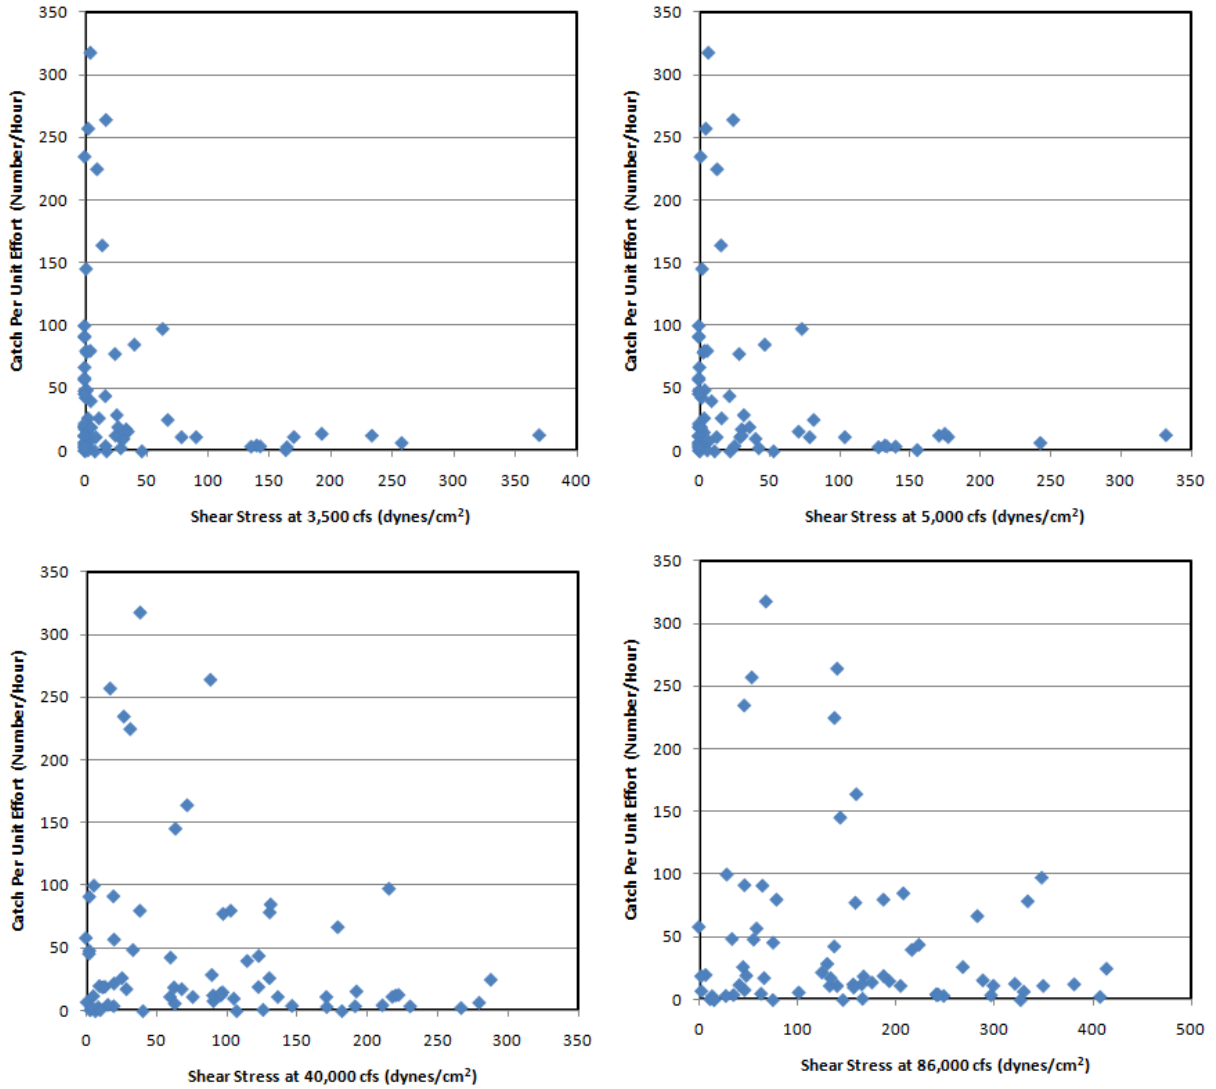 350
300
250
200
150
100
50
0
Catch Per Unit Effort (Number/Hour)
0 50 100 150 200 250 300 350 400
Shear Stress at 3,500 cfs (dynes/cm²)
350
300
250
200
150
100
50
0
Catch Per Unit Effort (Number/Hour)
0 50 100 150 200 250 300 350
Shear Stress at 5,000 cfs (dynes/cm²)
350
300
250
200
150
100
50
0
Catch Per Unit Effort (Number/Hour)
0 50 100 150 200 250 300 350
Shear Stress at 40,000 cfs (dynes/cm²)
350
300
250
200
150
100
50
0
Catch Per Unit Effort (Number/Hour)
0 100 200 300 400 500
Shear Stress at 86,000 cfs (dynes/cm²)